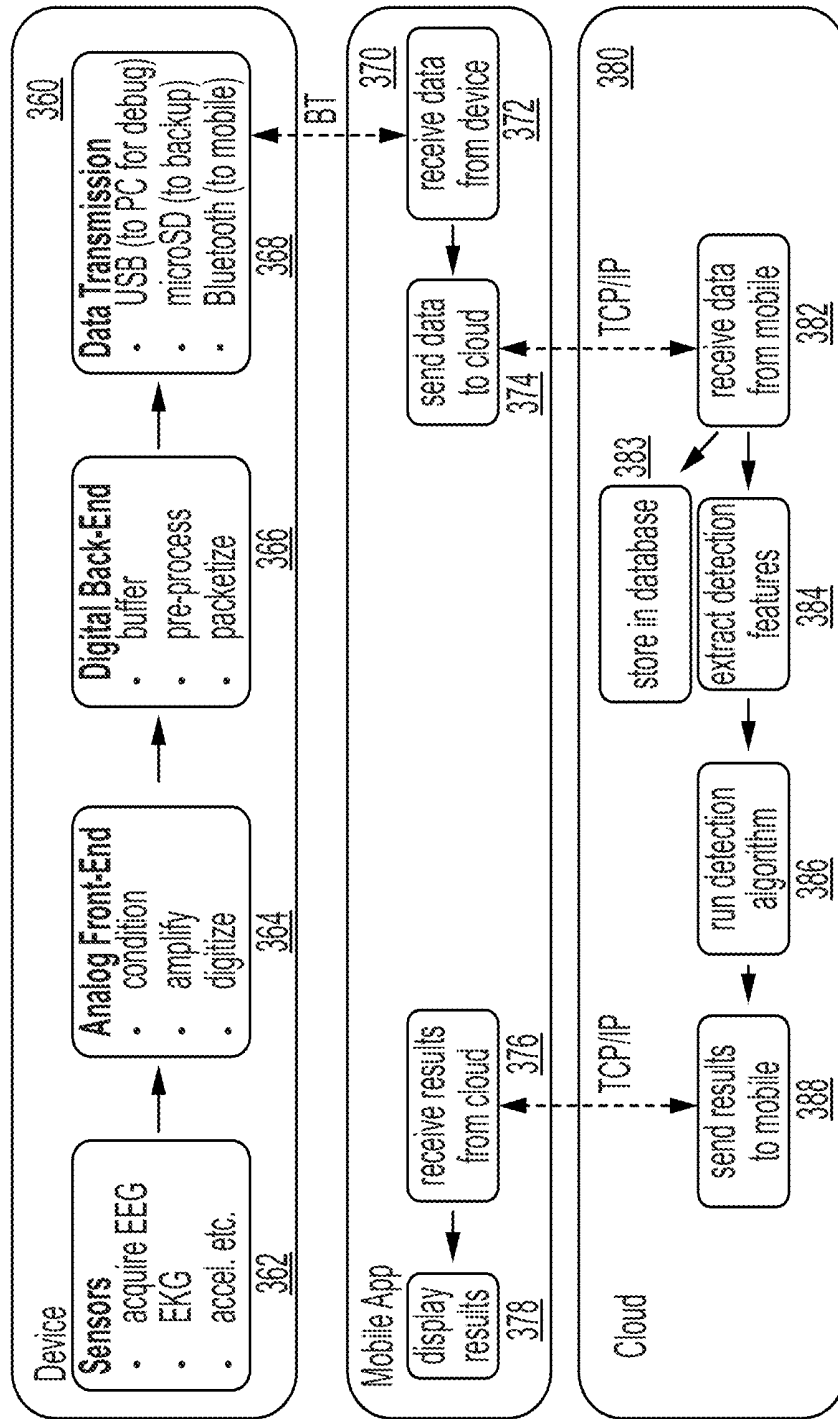 Device
360
Sensors
• acquire EEG
• EKG
• accel. etc.
362
Analog Front-End
• condition
• amplify
• digitize
364
Digital Back-End
• buffer
• pre-process
• packetize
366
Data Transmission
• USB (to PC for debug)
• microSD (to backup)
• Bluetooth (to mobile)
368
BT
Mobile App
370
display
results
378
receive results
from cloud
376
send data
to cloud
374
receive data
from device
372
TCP/IP
TCP/IP
Cloud
380
send results
to mobile
388
run detection
algorithm
386
store in database
383
extract detection
features
384
receive data
from mobile
382